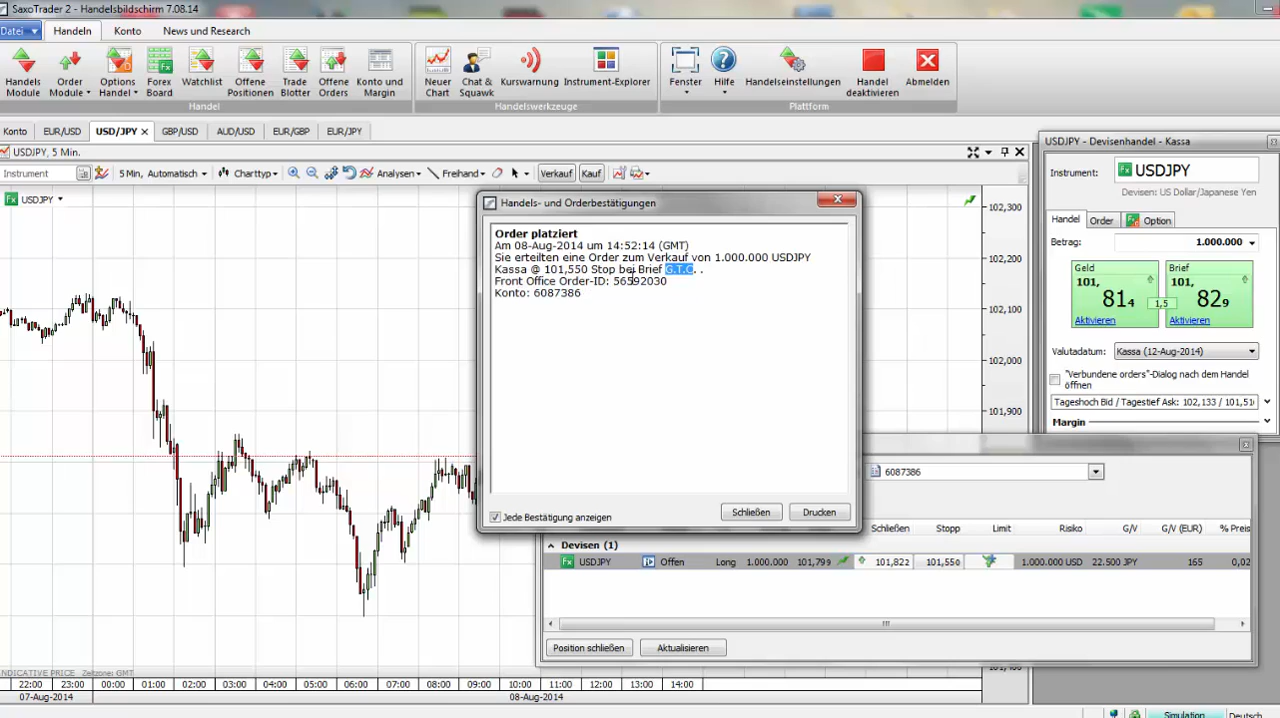 SaxoTrader 2 - Handelsbildschirm 7.08.14
Datei Handeln Konto News und Research
Handels Module
Order Module
Options Handel
Forex Board
Watchlist
Offene Positionen
Trade Blotter
Offene Orders
Konto und Margin
Neuer Chart
Chat & Squawk
Kurswarnung
Instrument-Explorer
Fenster
Hilfe
Handelseinstellungen
Handel deaktivieren
Abmelden
Handel Handelswerkzeuge Plattform
Konto EUR/USD USD/JPY GBP/USD AUD/USD EUR/GBP EUR/JPY
USDJPY, 5 Min.
Instrument 5 Min, Automatisch Charttyp Analysen Freihand Verkauf Kauf
USDJPY
102,300
102,200
102,100
102,000
101,900
Handels- und Orderbestätigungen
Order platziert
Am 08-Aug-2014 um 14:52:14 (GMT)
Sie erteilten eine Order zum Verkauf von 1.000.000 USDJPY
Kassa @ 101,550 Stop bei Brief G.T.C. .
Front Office Order-ID: 56592030
Konto: 6087386
Jede Bestätigung anzeigen
Schließen Drucken
USDJPY - Devisenhandel - Kassa
Instrument: USDJPY
Devisen: US Dollar/Japanese Yen
Handel Order Option
Betrag: 1.000.000
Geld Brief
101, 101,
814 1,5 829
Aktivieren Aktivieren
Valutadatum: Kassa (12-Aug-2014)
"Verbundene orders"-Dialog nach dem Handel
öffnen
Tageshoch Bid / Tagestief Ask: 102,133 / 101,51
Margin
6087386
Schließen Stopp Limit Risiko G/V G/V (EUR) % Preis
Devisen (1)
USDJPY Offen Long 1.000.000 101,799 101,822 101,550 1.000.000 USD 22.500 JPY 165 0,02
Position schließen Aktualisieren
NDICATIVE PRICE Zeitzone: GMT
22:00 23:00 00:00 01:00 02:00 03:00 04:00 05:00 06:00 07:00 08:00 09:00 10:00 11:00 12:00 13:00 14:00
07-Aug-2014 08-Aug-2014
Simulation Deutsch